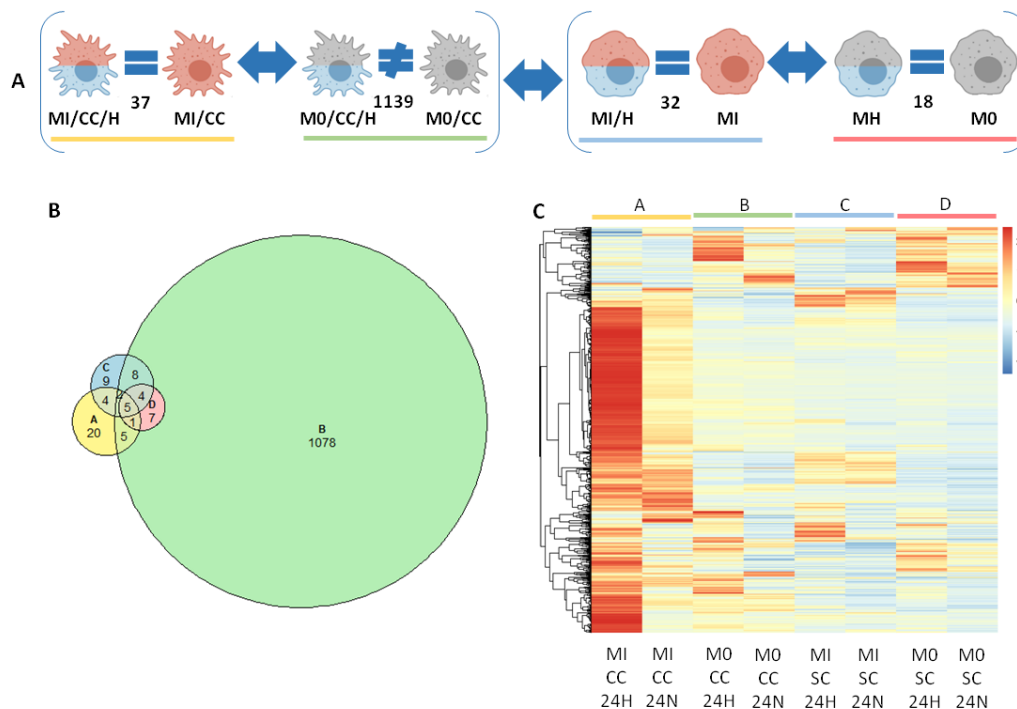 A
37
1139
32
18
MI/CC/H MI/CC M0/CC/H M0/CC MI/H MI MH M0
B
C
A B C D
C
9
8
2
4
4
5
D
7
A
20
1
5
B
1078
MI MI M0 M0 MI MI M0 M0
CC CC CC CC SC SC SC SC
24H 24N 24H 24N 24H 24N 24H 24N